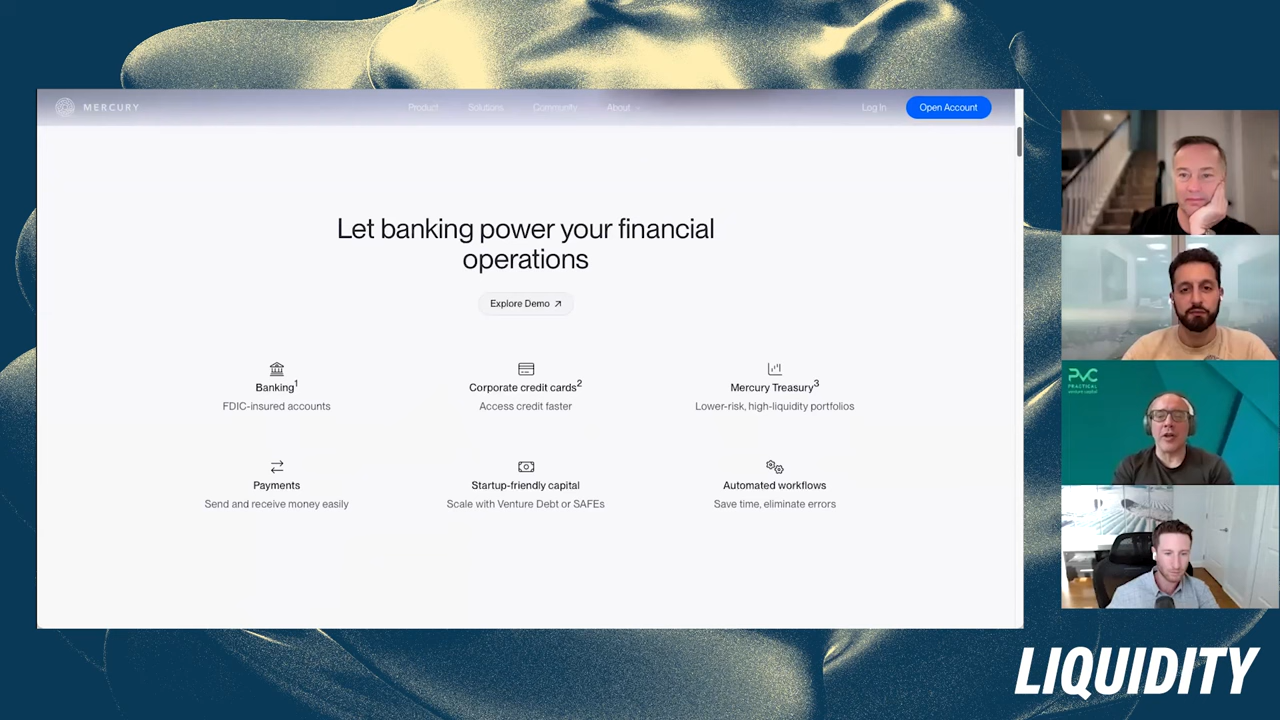 MERCURY
Product Solutions Community About
Log In
Open Account
Let banking power your financial
operations
Explore Demo
Banking1
FDIC-insured accounts
Corporate credit cards2
Access credit faster
Mercury Treasury3
Lower-risk, high-liquidity portfolios
Payments
Send and receive money easily
Startup-friendly capital
Scale with Venture Debt or SAFEs
Automated workflows
Save time, eliminate errors
PVC
PRACTICAL
venture capital
LIQUIDITY